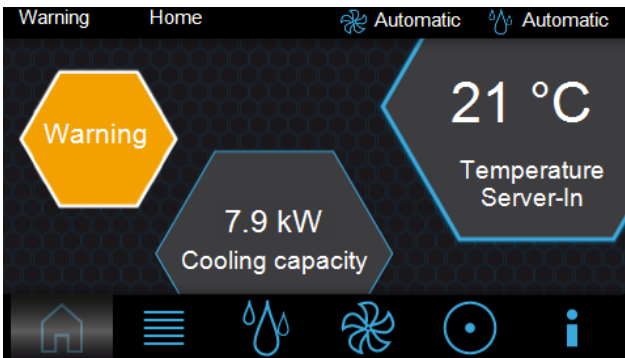 Warning Home Automatic Automatic
21 °C
Warning
Temperature
Server-In
7.9 kW
Cooling capacity
i